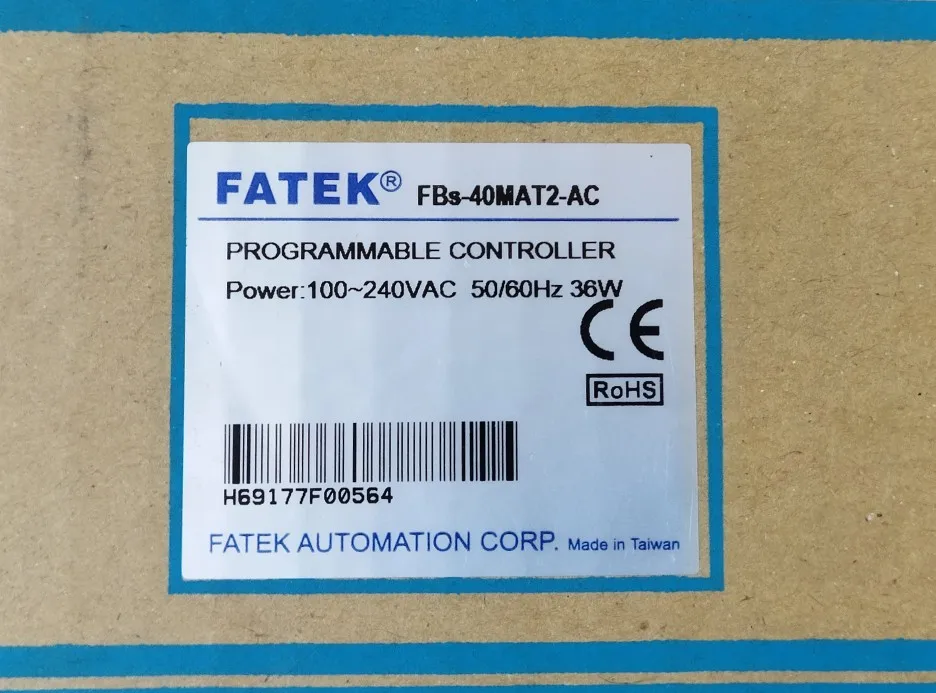 FATEK® FBs-40MAT2-AC
PROGRAMMABLE CONTROLLER
Power:100~240VAC 50/60Hz 36W
CE
RoHS
H69177F00564
FATEK AUTOMATION CORP. Made in Taiwan